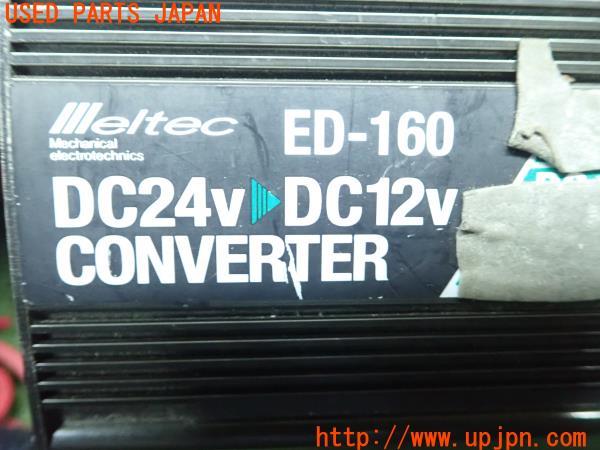 USED PARTS JAPAN
Meltec
ED-160
Mechanical
electrotechnics
DC24v DC12v
CONVERTER
http://www.upjpn.com/